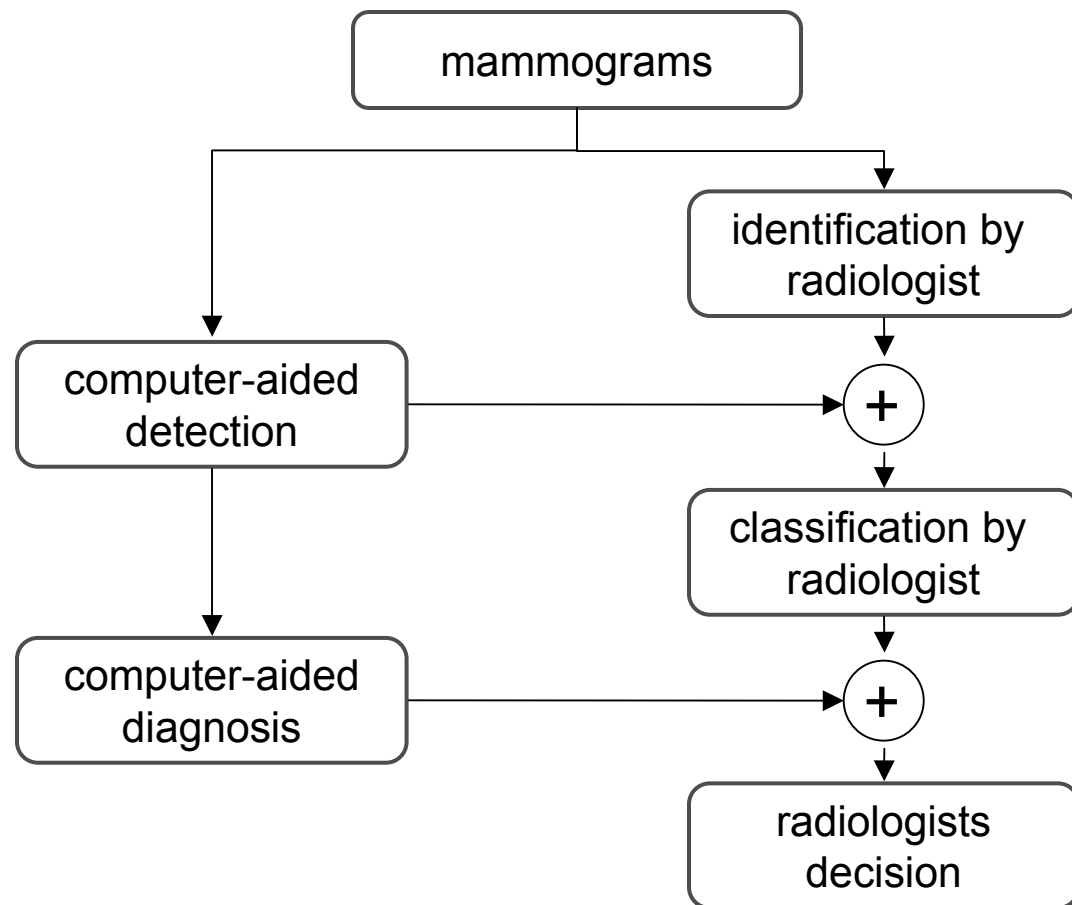 mammograms
identification by
radiologist
computer-aided
detection
+
classification by
radiologist
computer-aided
diagnosis
+
radiologists
decision